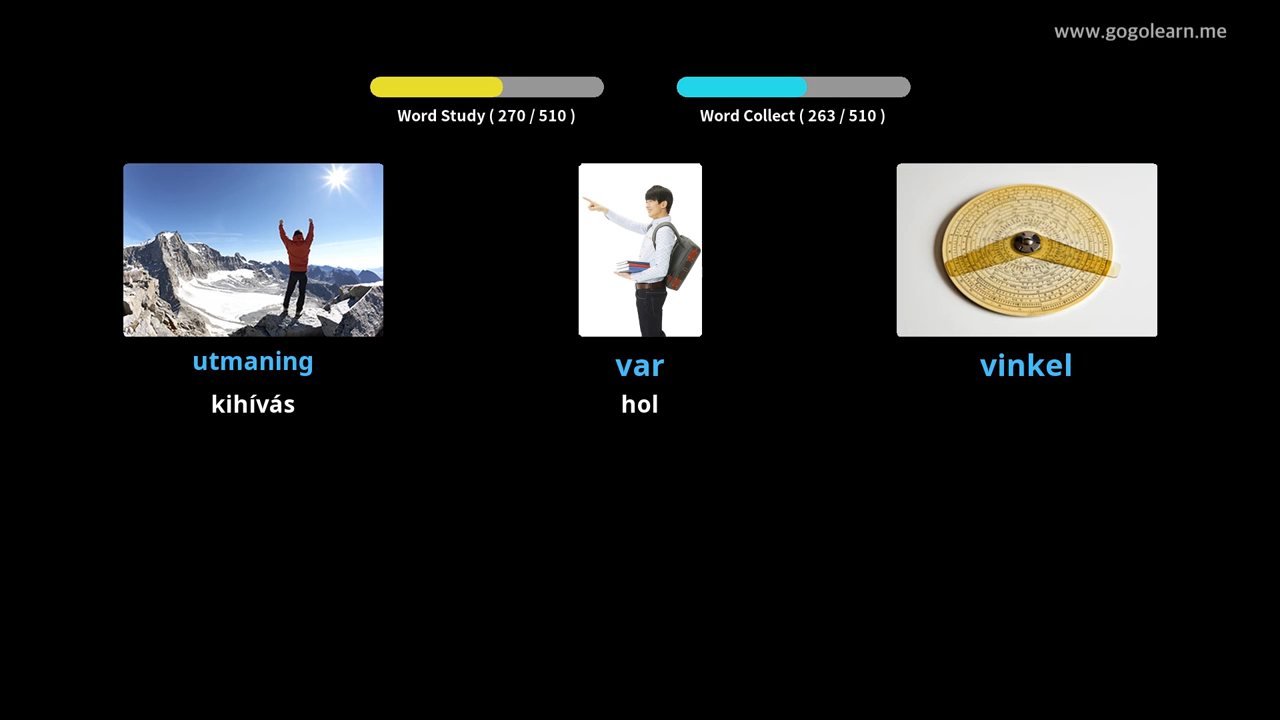 www.gogolearn.me
Word Study ( 270 / 510 )
Word Collect ( 263 / 510 )
utmaning
var
vinkel
kihívás
hol